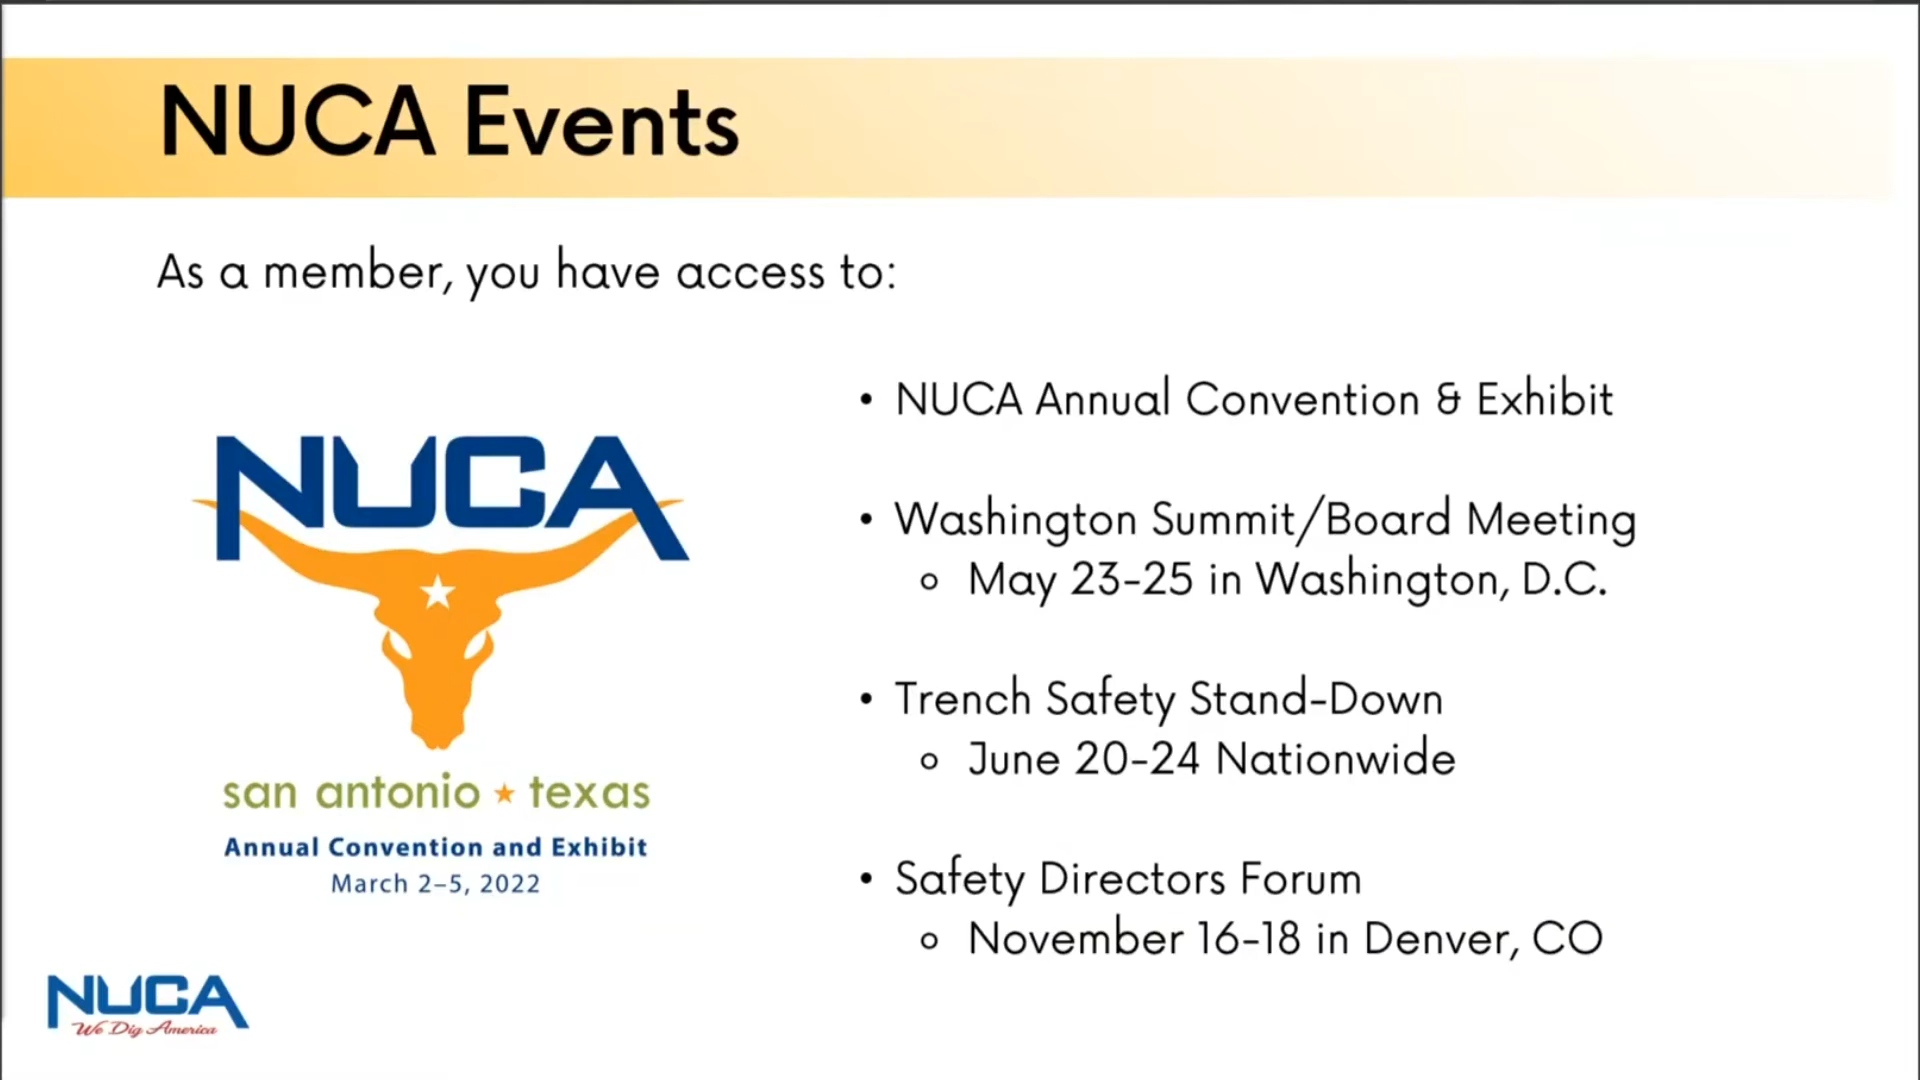 NUCA Events
As a member, you have access to:
NUCA
san antonio ★ texas
Annual Convention and Exhibit
March 2–5, 2022
• NUCA Annual Convention & Exhibit
• Washington Summit/Board Meeting
○ May 23-25 in Washington, D.C.
• Trench Safety Stand-Down
○ June 20-24 Nationwide
• Safety Directors Forum
○ November 16-18 in Denver, CO
NUCA
We Dig America